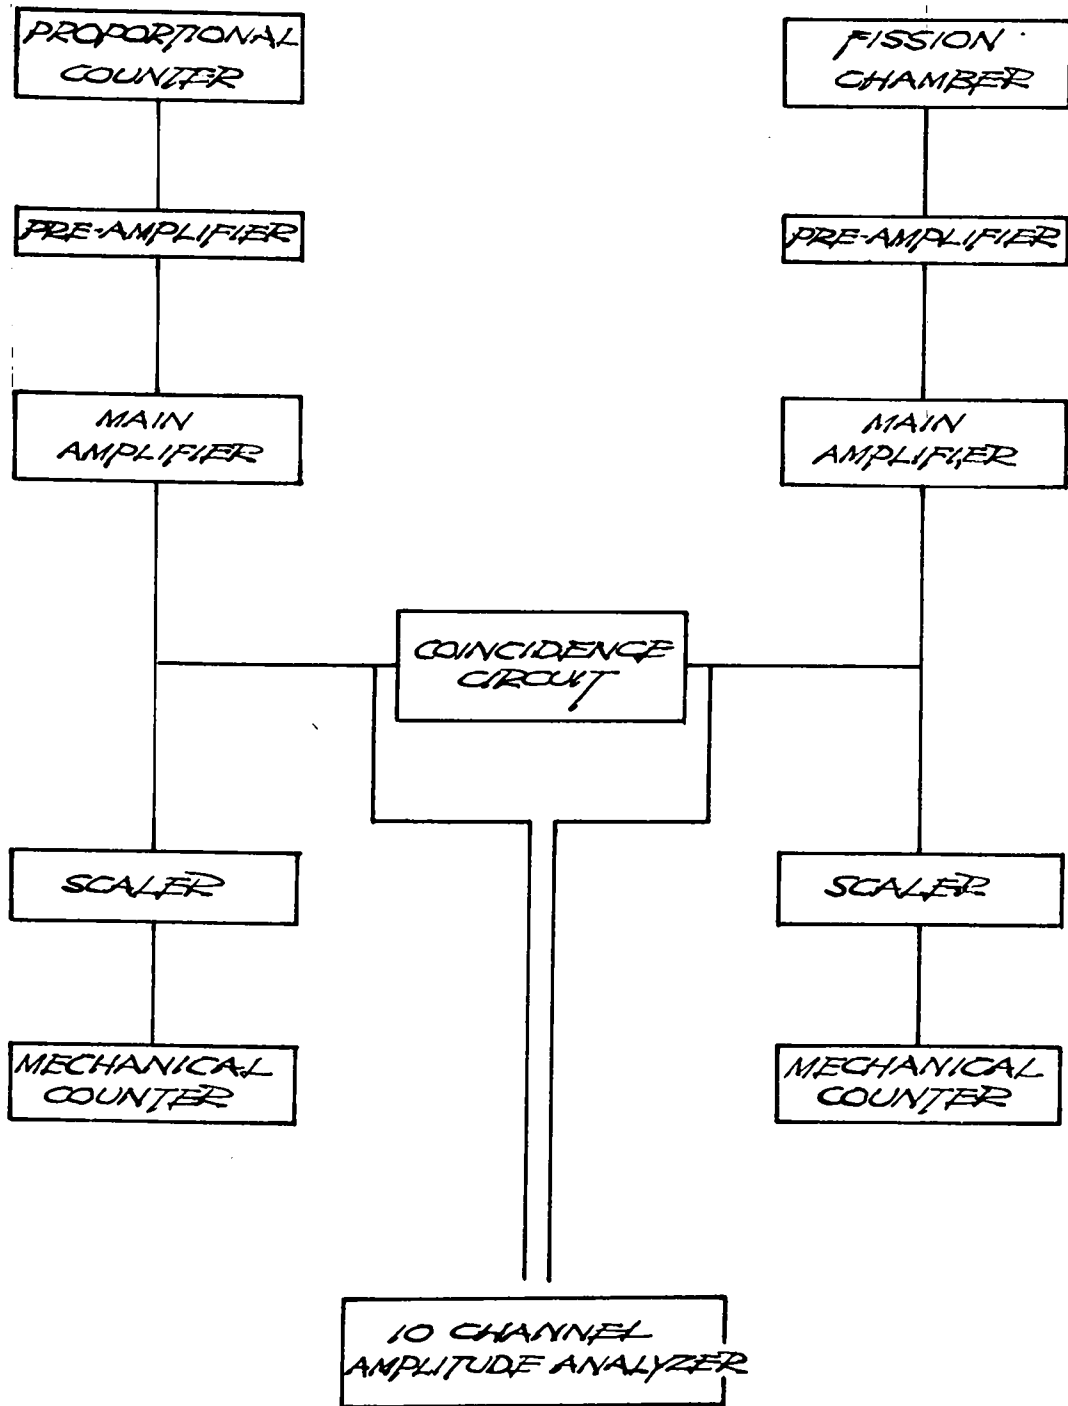 PROPORTIONAL
COUNTER
FISSION
CHAMBER
PRE-AMPLIFIER
PRE-AMPLIFIER
MAIN
AMPLIFIER
MAIN
AMPLIFIER
COINCIDENCE
CIRCUIT
SCALER
SCALER
MECHANICAL
COUNTER
MECHANICAL
COUNTER
10 CHANNEL
AMPLITUDE ANALYZER